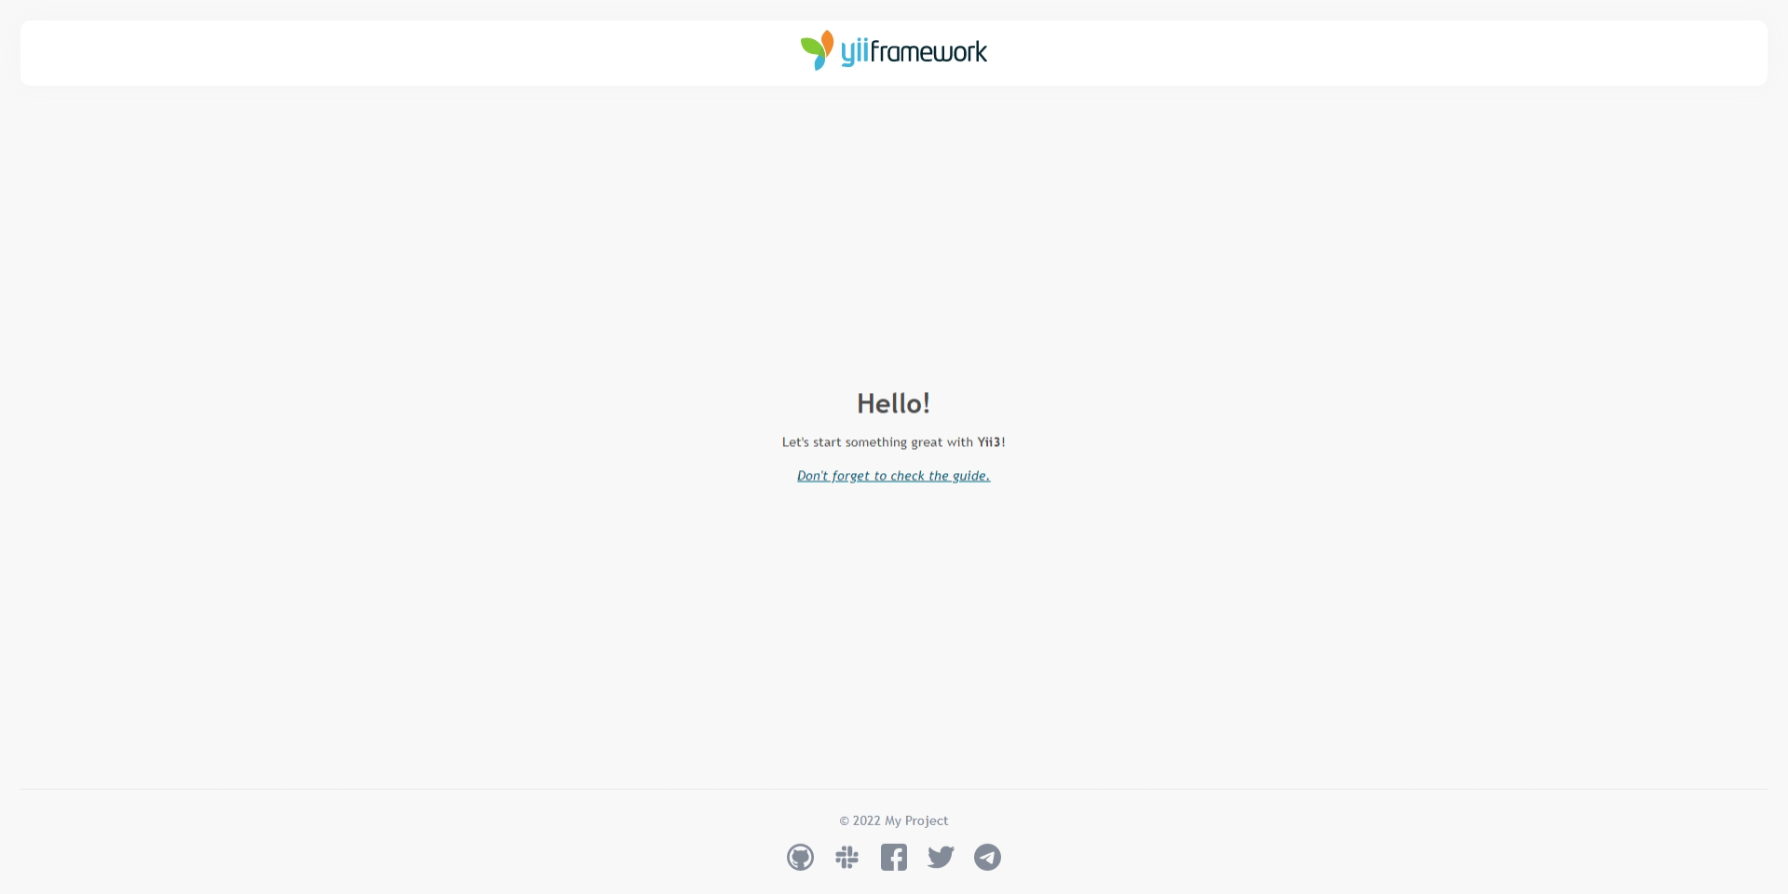 yiiframework
Hello!
Let's start something great with Yii3!
Don't forget to check the guide.
© 2022 My Project